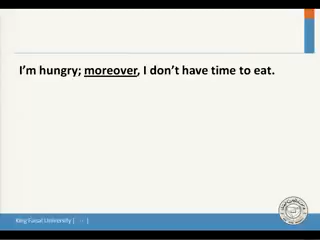 I'm hungry; moreover, I don't have time to eat.
King Faisal University | -- |